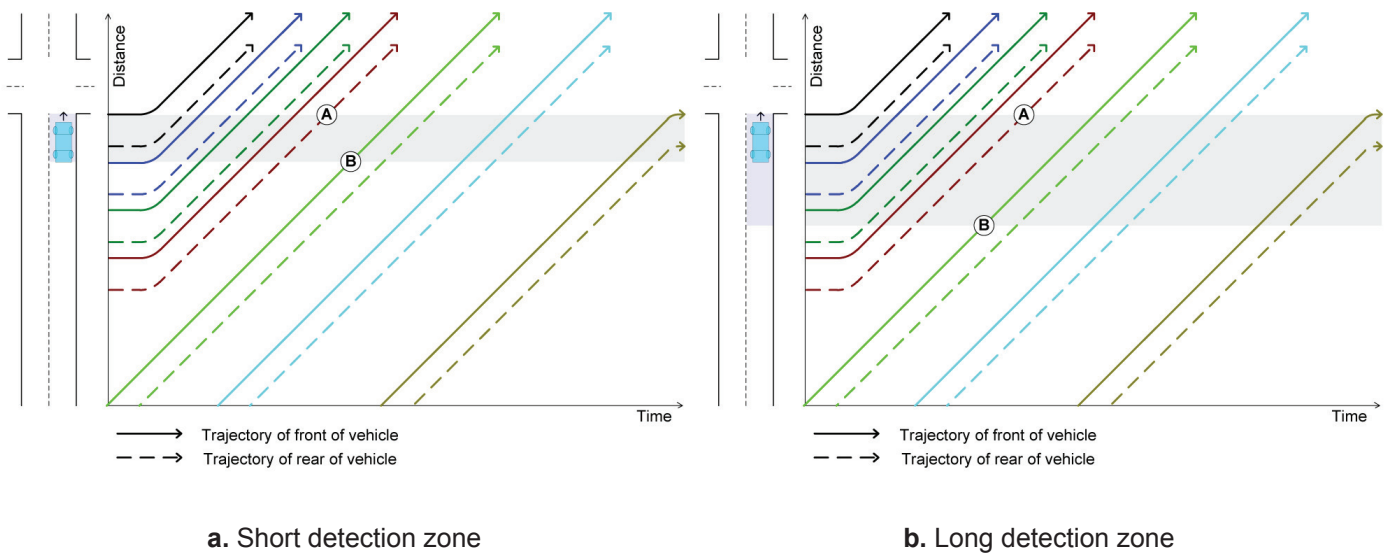 Distance
A
B
Time
Trajectory of front of vehicle
Trajectory of rear of vehicle
a. Short detection zone
Distance
A
B
Time
Trajectory of front of vehicle
Trajectory of rear of vehicle
b. Long detection zone